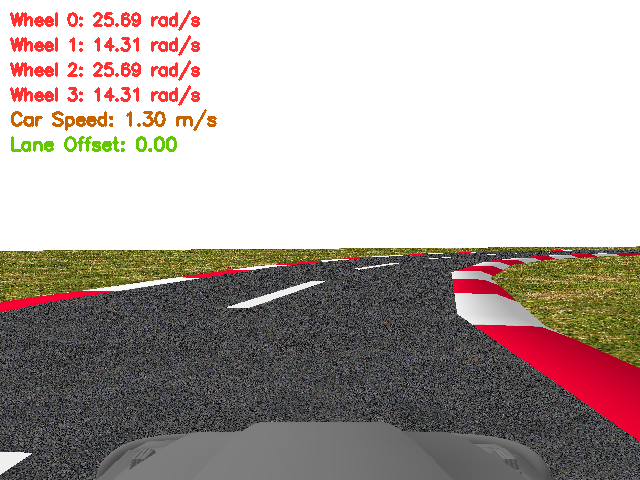 Wheel 0: 25.69 rad/s
Wheel 1: 14.31 rad/s
Wheel 2: 25.69 rad/s
Wheel 3: 14.31 rad/s
Car Speed: 1.30 m/s
Lane Offset: 0.00